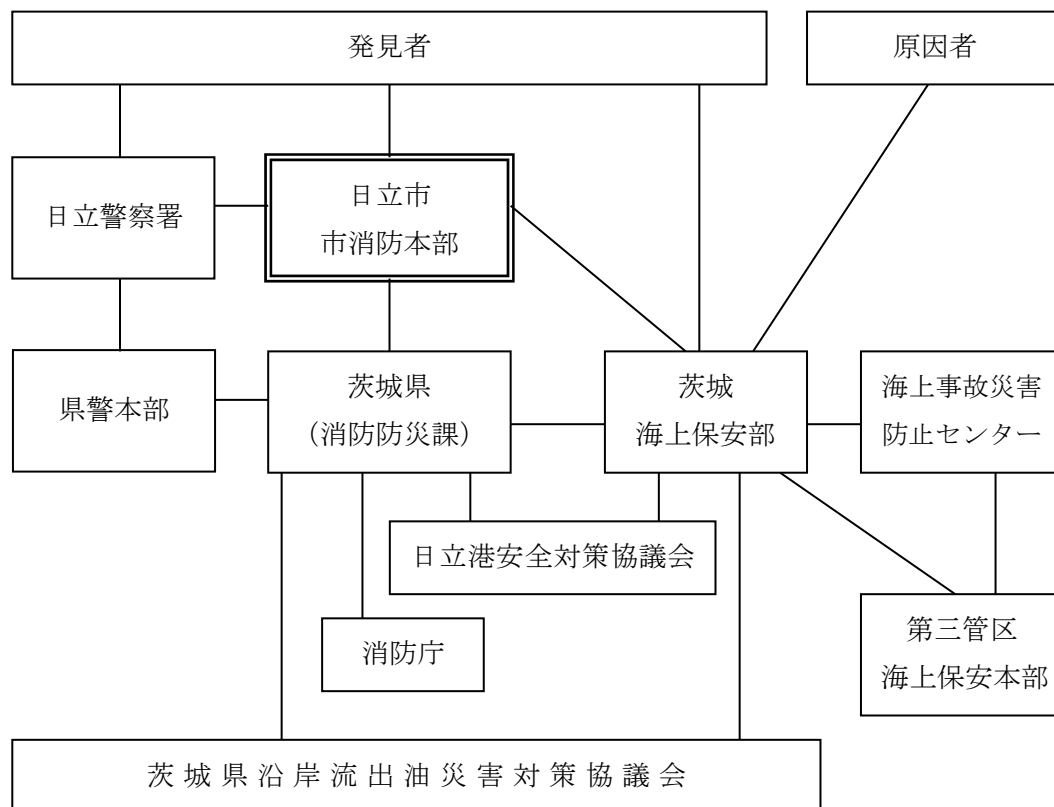 発見者
原因者
日立警察署
日立市
市消防本部
県警本部
茨城県
（消防防災課）
茨城
海上保安部
海上事故災害
防止センター
日立港安全対策協議会
消防庁
第三管区
海上保安本部
茨城県沿岸流出油災害対策協議会